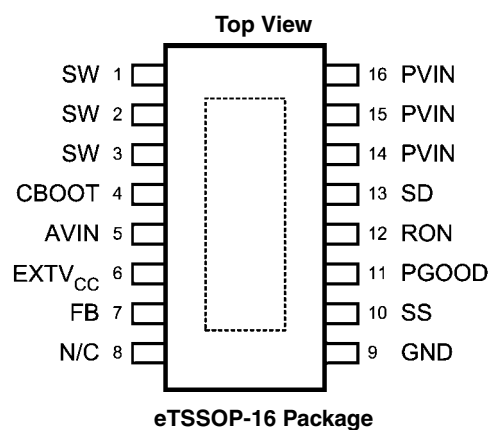 Top View
SW 1 16 PVIN
SW 2 15 PVIN
SW 3 14 PVIN
CBOOT 4 13 SD
AVIN 5 12 RON
EXTVCC 6 11 PGOOD
FB 7 10 SS
N/C 8 9 GND
eTSSOP-16 Package